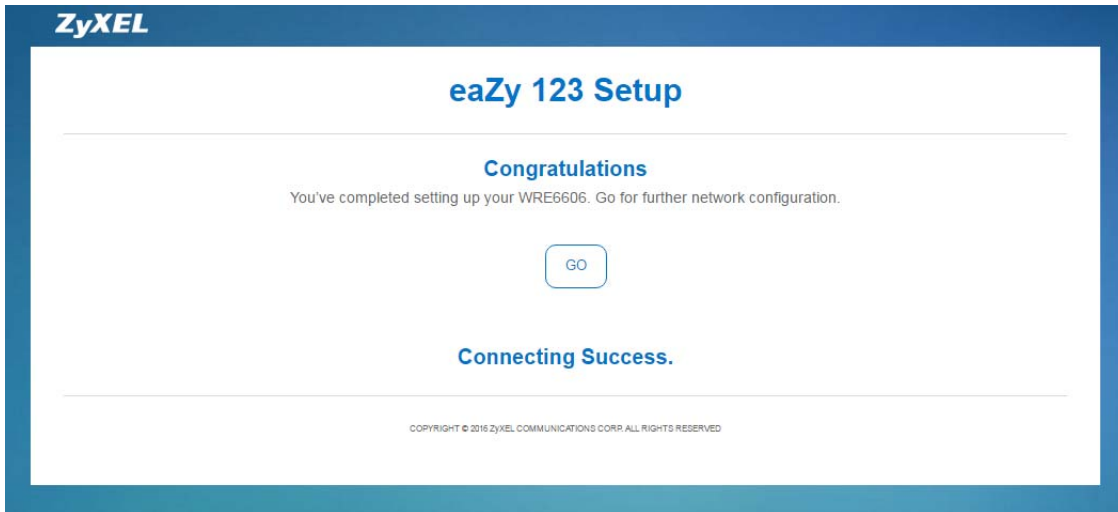 ZyXEL
eaZy 123 Setup
Congratulations
You've completed setting up your WRE6606. Go for further network configuration.
GO
Connecting Success.
COPYRIGHT © 2016 ZyXEL COMMUNICATIONS CORP. ALL RIGHTS RESERVED